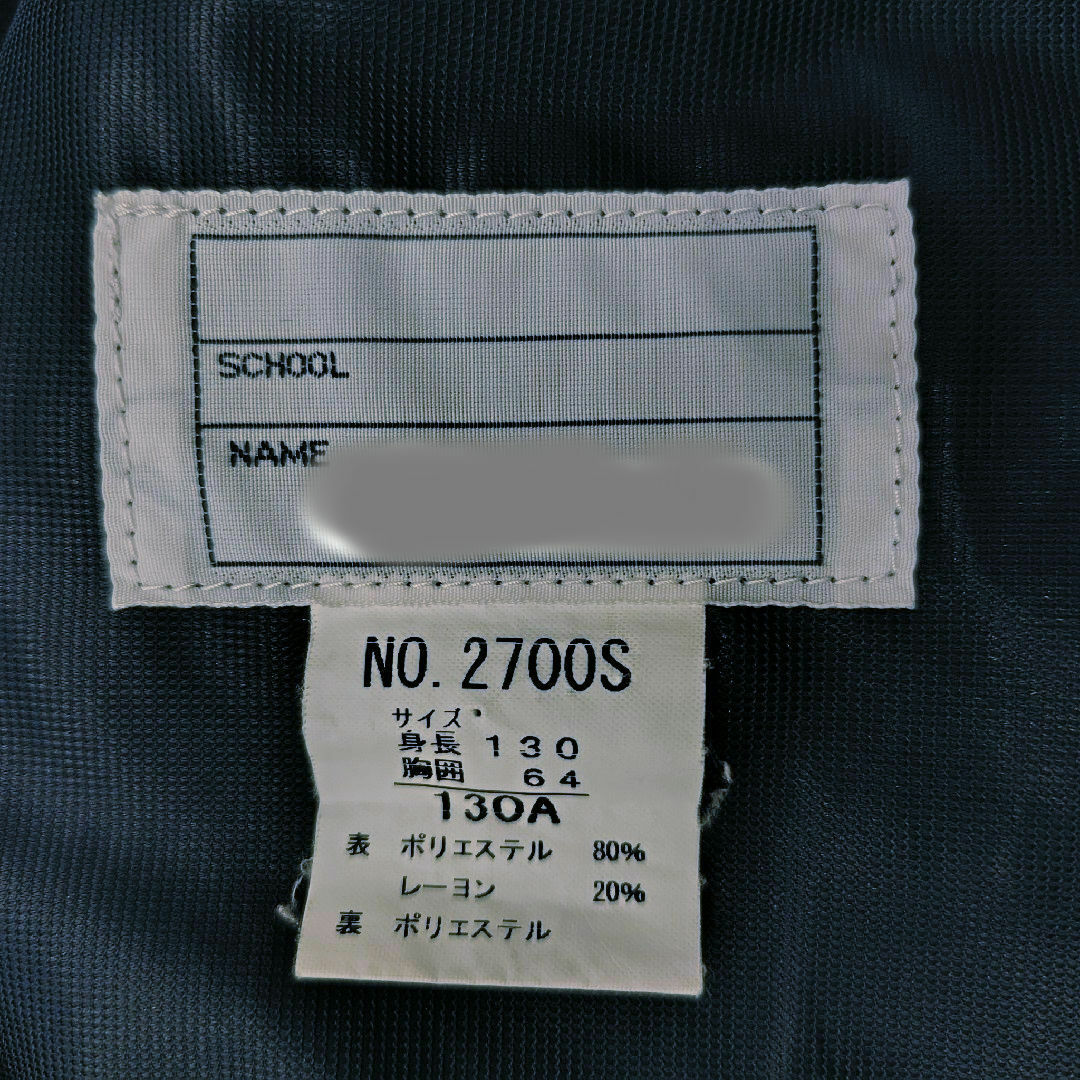 SCHOOL
NAME
NO. 2700S
サイズ
身長 130
胸囲 64
130A
表 ポリエステル 80%
レーヨン 20%
裏 ポリエステル